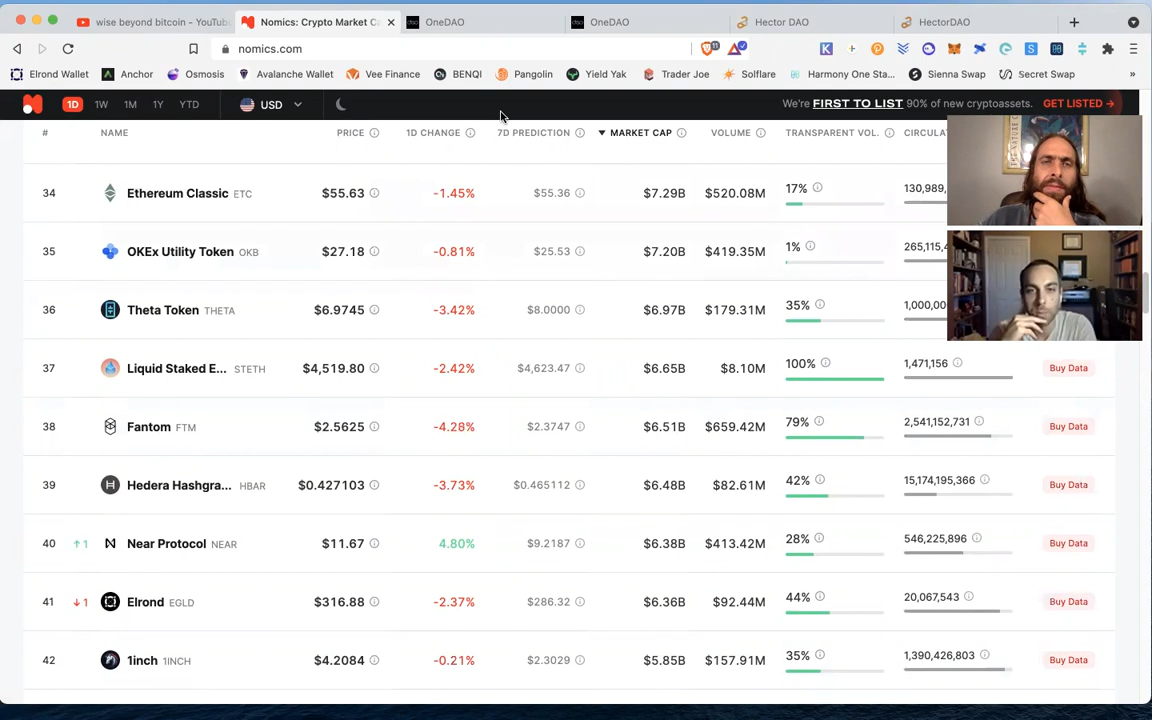 wise beyond bitcoin - YouTub
Nomics: Crypto Market C
OneDAO
OneDAO
Hector DAO
HectorDAO
nomics.com
Elrond Wallet Anchor Osmosis Avalanche Wallet Vee Finance BENQI Pangolin Yield Yak Trader Joe Solflare Harmony One Sta... Sienna Swap Secret Swap »
1D 1W 1M 1Y YTD USD We're FIRST TO LIST 90% of new cryptoassets. GET LISTED →
# NAME PRICE 1D CHANGE 7D PREDICTION ▼ MARKET CAP VOLUME TRANSPARENT VOL. CIRCULA
34 Ethereum Classic ETC $55.63 -1.45% $55.36 $7.29B $520.08M 17% 130,989,
35 OKEx Utility Token OKB $27.18 -0.81% $25.53 $7.20B $419.35M 1% 265,115,4
36 Theta Token THETA $6.9745 -3.42% $8.0000 $6.97B $179.31M 35% 1,000,00
37 Liquid Staked E... STETH $4,519.80 -2.42% $4,623.47 $6.65B $8.10M 100% 1,471,156 Buy Data
38 Fantom FTM $2.5625 -4.28% $2.3747 $6.51B $659.42M 79% 2,541,152,731 Buy Data
39 Hedera Hashgra... HBAR $0.427103 -3.73% $0.465112 $6.48B $82.61M 42% 15,174,195,366 Buy Data
40 ↑1 Near Protocol NEAR $11.67 4.80% $9.2187 $6.38B $413.42M 28% 546,225,896 Buy Data
41 ↓1 Elrond EGLD $316.88 -2.37% $286.32 $6.36B $92.44M 44% 20,067,543 Buy Data
42 1inch 1INCH $4.2084 -0.21% $2.3029 $5.85B $157.91M 35% 1,390,426,803 Buy Data